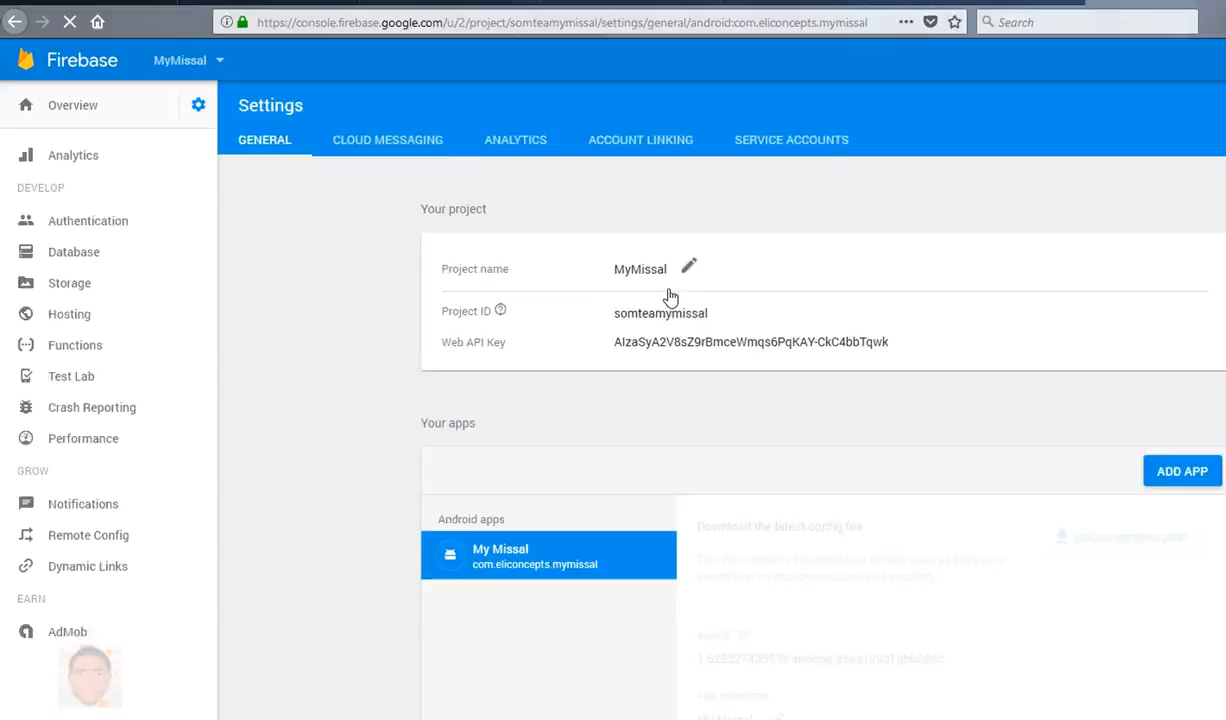 https://console.firebase.google.com/u/2/project/somteamymissal/settings/general/android:com.eliconcepts.mymissal
Search
Firebase
MyMissal
Overview
Settings
GENERAL
CLOUD MESSAGING
ANALYTICS
ACCOUNT LINKING
SERVICE ACCOUNTS
Analytics
DEVELOP
Authentication
Database
Storage
Hosting
Functions
Test Lab
Crash Reporting
Performance
GROW
Notifications
Remote Config
Dynamic Links
EARN
AdMob
Your project
Project name
MyMissal
Project ID
somteamymissal
Web API Key
AIzaSyA2V8sZ9rBmceWmqs6PqKAY-CkC4bbTqwk
Your apps
ADD APP
Android apps
My Missal
com.eliconcepts.mymissal
Download the latest config file